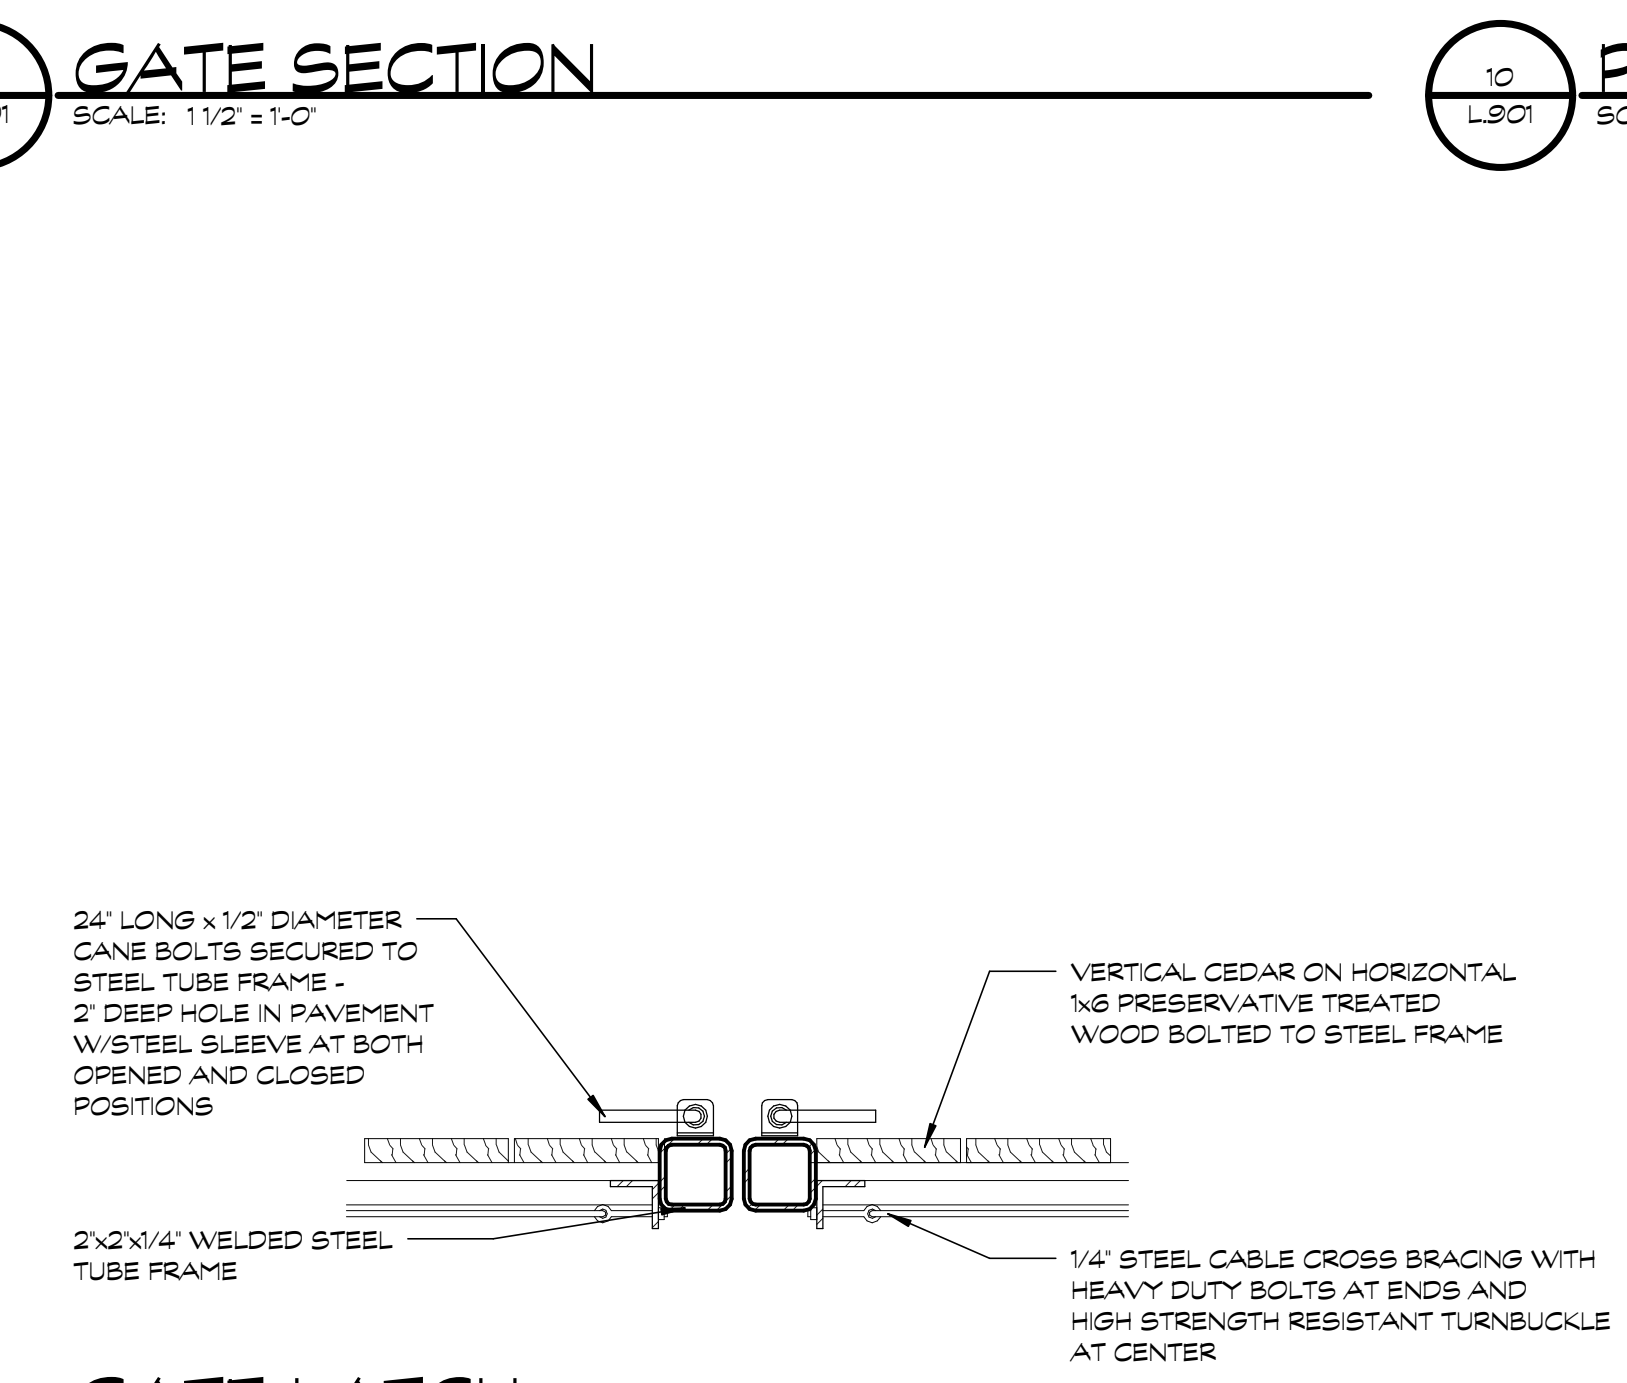 GATE SECTION
SCALE: 1 1/2" = 1'-0"
10
L.901
24" LONG x 1/2" DIAMETER
CANE BOLTS SECURED TO
STEEL TUBE FRAME -
2" DEEP HOLE IN PAVEMENT
W/STEEL SLEEVE AT BOTH
OPENED AND CLOSED
POSITIONS
VERTICAL CEDAR ON HORIZONTAL
1x6 PRESERVATIVE TREATED
WOOD BOLTED TO STEEL FRAME
2"x2"x1/4" WELDED STEEL
TUBE FRAME
1/4" STEEL CABLE CROSS BRACING WITH
HEAVY DUTY BOLTS AT ENDS AND
HIGH STRENGTH RESISTANT TURNBUCKLE
AT CENTER
GATE LATCH